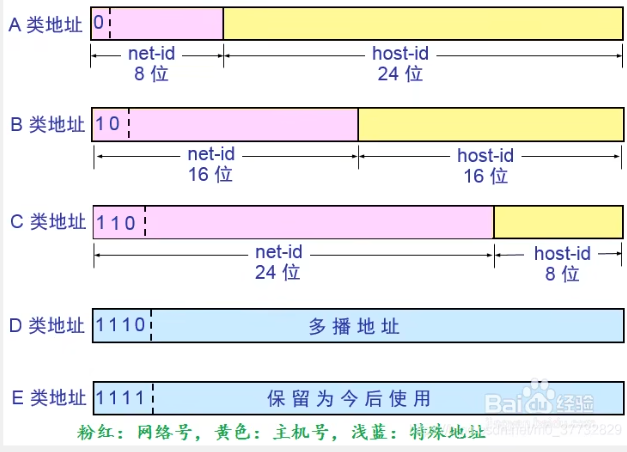 A 类地址
0
net-id
8 位
host-id
24 位
B 类地址
10
net-id
16 位
host-id
16 位
C 类地址
110
net-id
24 位
host-id
8 位
D 类地址
1110
多播地址
E 类地址
1111
保留为今后使用
Bai 经验
粉红：网络号，黄色：主机号，浅蓝：特殊地址
37732829